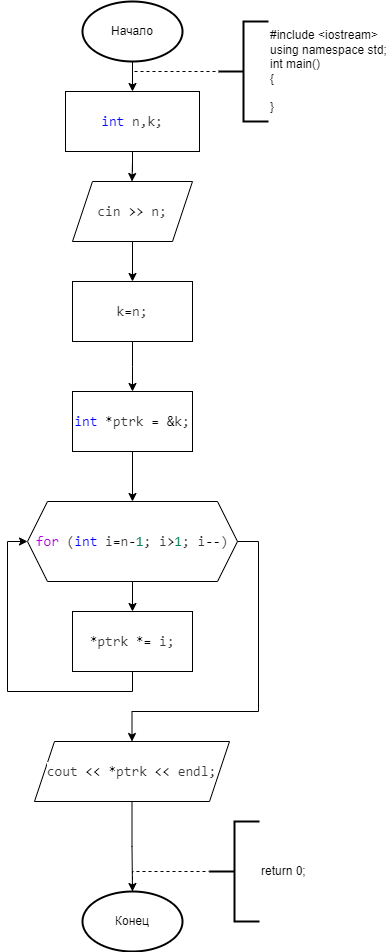 Начало
#include <iostream>
using namespace std;
int main()
{
}
int n,k;
cin >> n;
k=n;
int *ptrk = &k;
for (int i=n-1; i>1; i--)
*ptrk *= i;
cout << *ptrk << endl;
return 0;
Конец